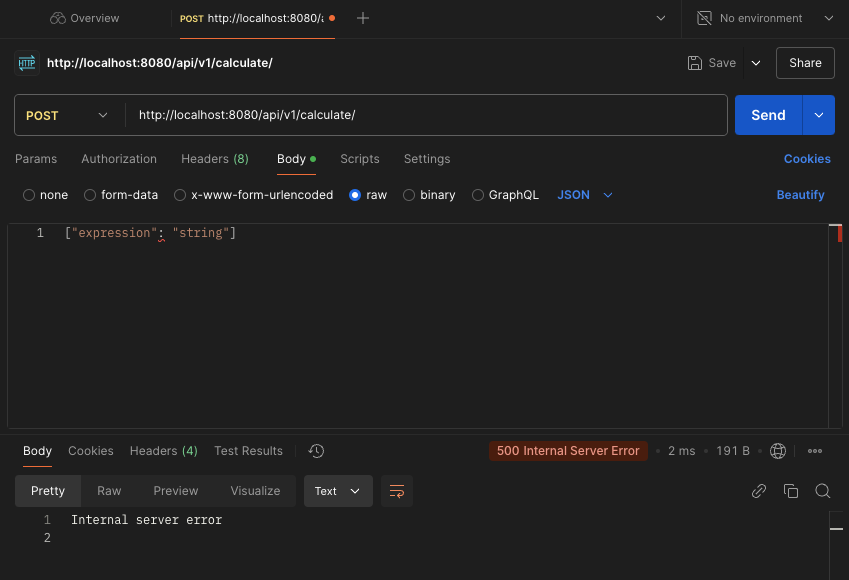 Overview
POST http://localhost:8080/a
No environment
HTTP http://localhost:8080/api/v1/calculate/
Save
Share
POST
http://localhost:8080/api/v1/calculate/
Send
Params Authorization Headers (8) Body Scripts Settings
Cookies
none form-data x-www-form-urlencoded raw binary GraphQL JSON
Beautify
1 ["expression": "string"]
Body Cookies Headers (4) Test Results
500 Internal Server Error • 2 ms • 191 B •
Pretty Raw Preview Visualize Text
1 Internal server error
2